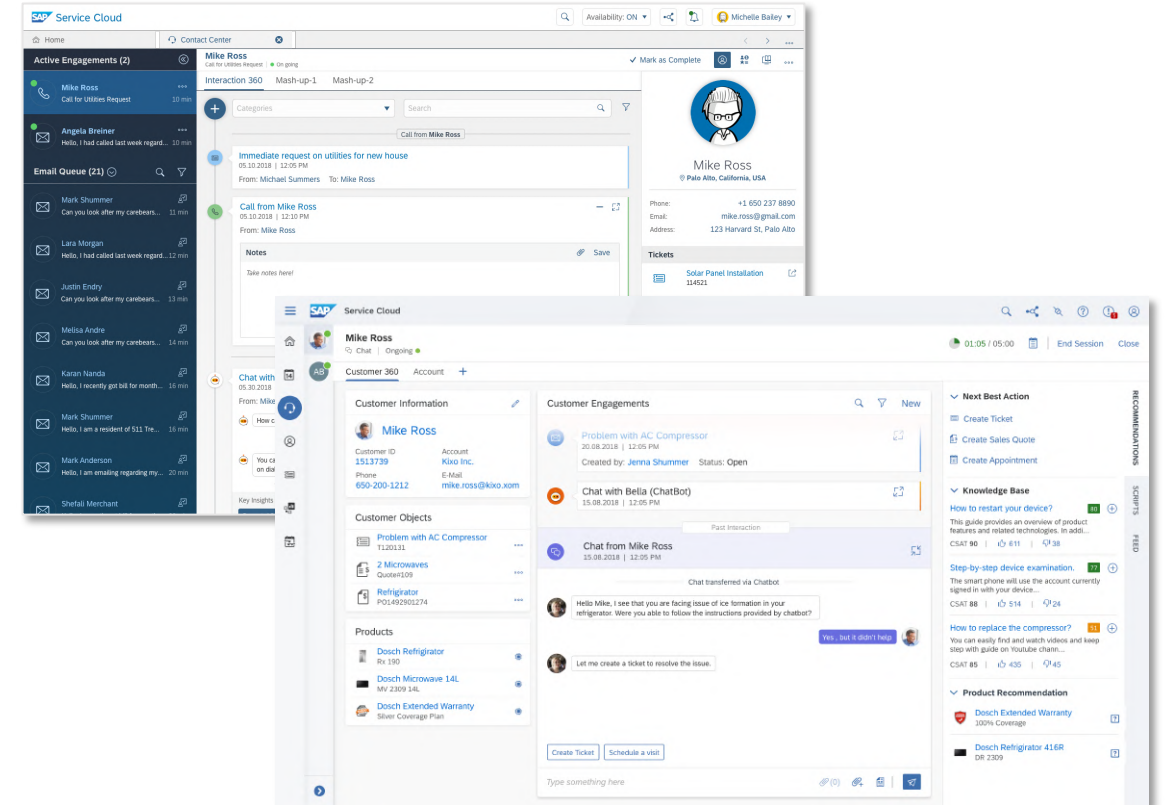 SAP Service Cloud
Availability: ON
Michelle Bailey
Home
Contact Center
Active Engagements (2)
Mike Ross
Call for Utilities Request
10 min
Angela Breiner
Hello, I had called last week regard... 10 min
Email Queue (21)
Mark Shummer
Can you look after my carebears... 11 min
Lara Morgan
Hello, I had called last week regard... 12 min
Justin Endry
Can you look after my carebears... 13 min
Melisa Andre
Can you look after my carebears... 14 min
Karan Nanda
Hello, I recently got bill for month... 16 min
Mark Shummer
Hello, I am a resident of 511 Tre... 16 min
Mark Anderson
Hello, I am emailing regarding my... 20 min
Shefali Merchant
Mike Ross
Call for Utilities Request | On going
Mark as Complete
Interaction 360 Mash-up-1 Mash-up-2
Categories
Search
Call from Mike Ross
Immediate request on utilities for new house
05.10.2018 | 12:05 PM
From: Michael Summers To: Mike Ross
Call from Mike Ross
05.10.2018 | 12:10 PM
From: Mike Ross
Notes
Save
Take notes here!
Chat with
05.30.2018
From: Mike
How c
You ca
on dial
Key Insights
Mike Ross
Palo Alto, California, USA
Phone: +1 650 237 8890
Email: mike.ross@gmail.com
Address: 123 Harvard St, Palo Alto
Tickets
Solar Panel Installation
114521
SAP Service Cloud
14
AB
Mike Ross
Chat | Ongoing
01:05 / 05:00
End Session
Close
Customer 360 Account +
Customer Information
Mike Ross
Customer ID Account
1513739 Kixo Inc.
Phone E-Mail
650-200-1212 mike.ross@kixo.xom
Customer Objects
Problem with AC Compressor
T120131
2 Microwaves
Quote#109
Refrigirator
PO1492901274
Products
Dosch Refrigirator
Rx 190
Dosch Microwave 14L
MV 2309 14L
Dosch Extended Warranty
Silver Coverage Plan
Customer Engagements
New
Problem with AC Compressor
20.08.2018 | 12:05 PM
Created by: Jenna Shummer Status: Open
Chat with Bella (ChatBot)
15.08.2018 | 12:05 PM
Past Interaction
Chat from Mike Ross
15.08.2018 | 12:05 PM
Chat transferred via Chatbot
Hello Mike, I see that you are facing issue of ice formation in your
refrigerator. Were you able to follow the instructions provided by chatbot?
Yes , but it didn't help
Let me create a ticket to resolve the issue.
Create Ticket
Schedule a visit
Type something here
(0)
Next Best Action
Create Ticket
Create Sales Quote
Create Appointment
Knowledge Base
How to restart your device? 80
This guide provides an overview of product
features and related technologies. In addi...
CSAT 90 | 611 | 38
Step-by-step device examination. 77
The smart phone will use the account currently
signed in with your device...
CSAT 88 | 514 | 24
How to replace the compressor? 51
You can easily find and watch videos and keep
step with guide on Youtube chann...
CSAT 85 | 435 | 45
Product Recommendation
Dosch Extended Warranty
100% Coverage
Dosch Refrigirator 416R
DR 2309
RECOMMENDATIONS
SCRIPTS
FEED